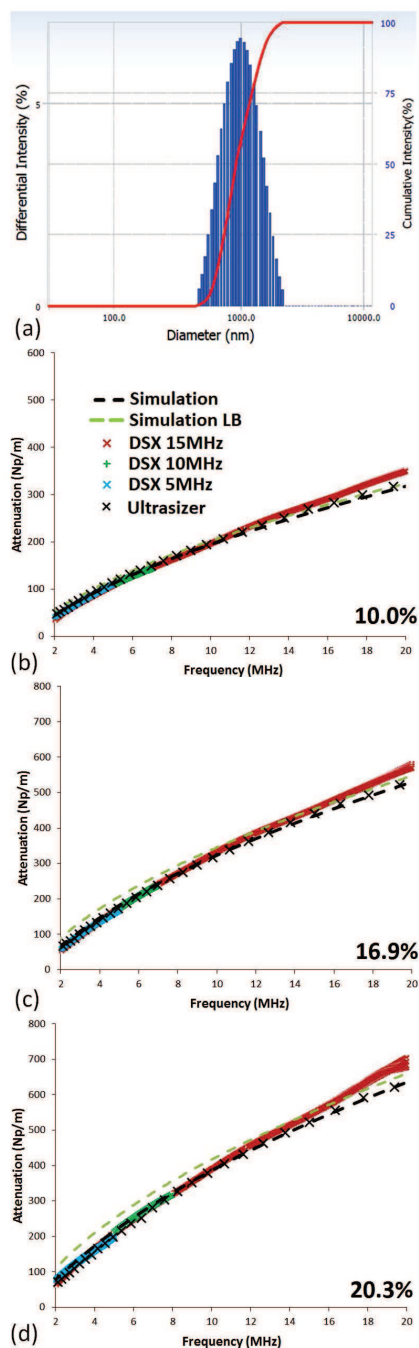 Differential Intensity (%)
5
0
100
75
50
25
0
Cumulative Intensity(%)
100.0
1000.0
10000.0
Diameter (nm)
(a)
Attenuation (Np/m)
600
500
400
300
200
100
0
Simulation
Simulation LB
DSX 15MHz
DSX 10MHz
DSX 5MHz
Ultrasizer
10.0%
2 4 6 8 10 12 14 16 18 20
Frequency (MHz)
(b)
Attenuation (Np/m)
800
700
600
500
400
300
200
100
0
16.9%
2 4 6 8 10 12 14 16 18 20
Frequency (MHz)
(c)
Attenuation (Np/m)
800
700
600
500
400
300
200
100
0
20.3%
2 4 6 8 10 12 14 16 18 20
Frequency (MHz)
(d)